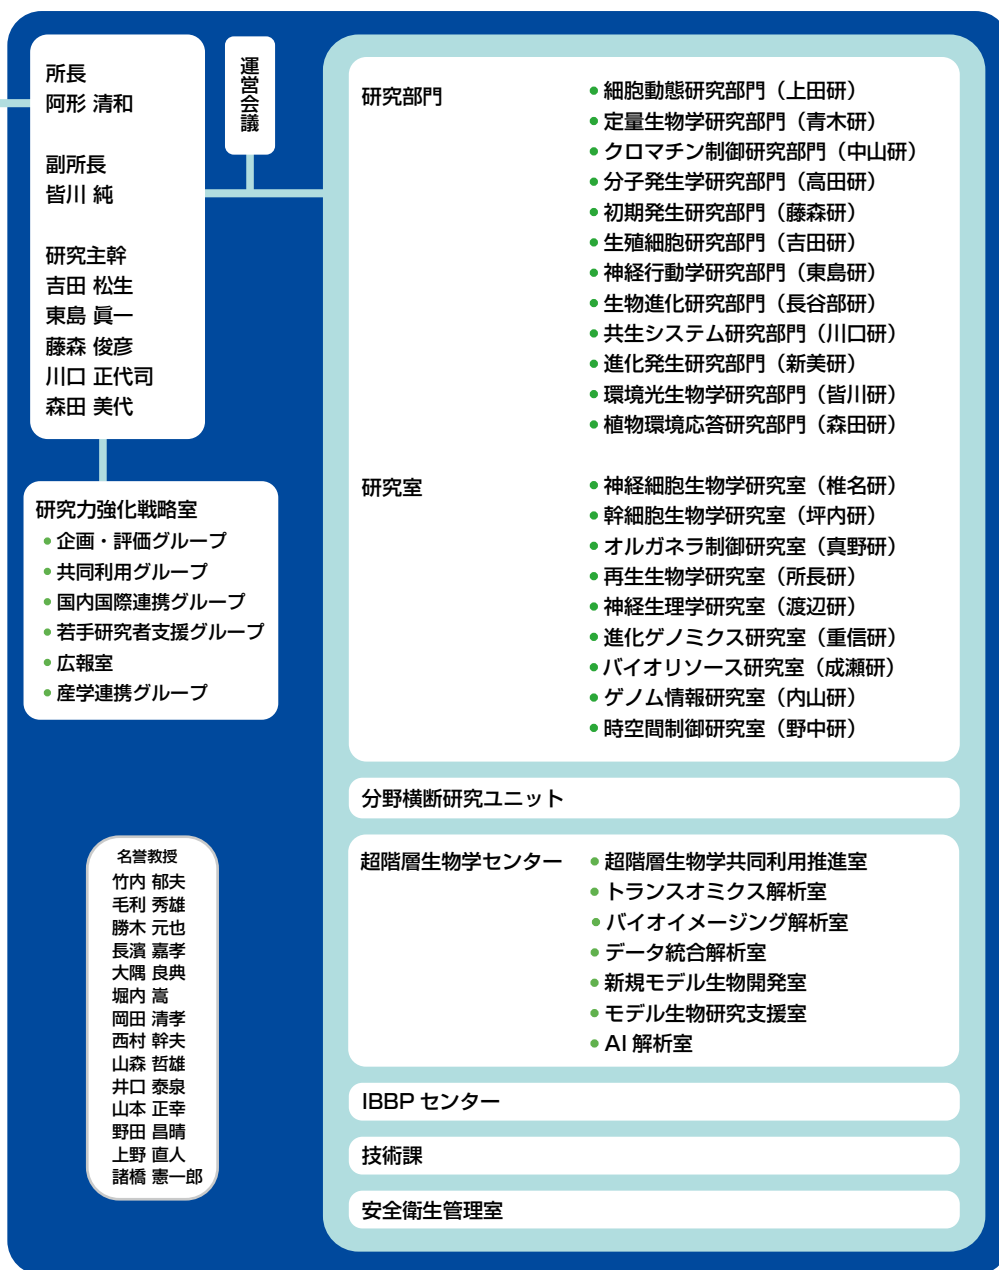 所長
阿形 清和
副所長
皆川 純
研究主幹
吉田 松生
東島 眞一
藤森 俊彦
川口 正代司
森田 美代
運営会議
研究力強化戦略室
• 企画・評価グループ
• 共同利用グループ
• 国内国際連携グループ
• 若手研究者支援グループ
• 広報室
• 産学連携グループ
名誉教授
竹内 郁夫
毛利 秀雄
勝木 元也
長濱 嘉孝
大隅 良典
堀内 嵩
岡田 清孝
西村 幹夫
山森 哲雄
井口 泰泉
山本 正幸
野田 昌晴
上野 直人
諸橋 憲一郎
研究部門
• 細胞動態研究部門（上田研）
• 定量生物学研究部門（青木研）
• クロマチン制御研究部門（中山研）
• 分子発生学研究部門（高田研）
• 初期発生研究部門（藤森研）
• 生殖細胞研究部門（吉田研）
• 神経行動学研究部門（東島研）
• 生物進化研究部門（長谷部研）
• 共生システム研究部門（川口研）
• 進化発生研究部門（新美研）
• 環境光生物学研究部門（皆川研）
• 植物環境応答研究部門（森田研）
研究室
• 神経細胞生物学研究室（椎名研）
• 幹細胞生物学研究室（坪内研）
• オルガネラ制御研究室（真野研）
• 再生生物学研究室（所長研）
• 神経生理学研究室（渡辺研）
• 進化ゲノミクス研究室（重信研）
• バイオリソース研究室（成瀬研）
• ゲノム情報研究室（内山研）
• 時空間制御研究室（野中研）
分野横断研究ユニット
超階層生物学センター
• 超階層生物学共同利用推進室
• トランスオミクス解析室
• バイオイメージング解析室
• データ統合解析室
• 新規モデル生物開発室
• モデル生物研究支援室
• AI 解析室
IBBP センター
技術課
安全衛生管理室